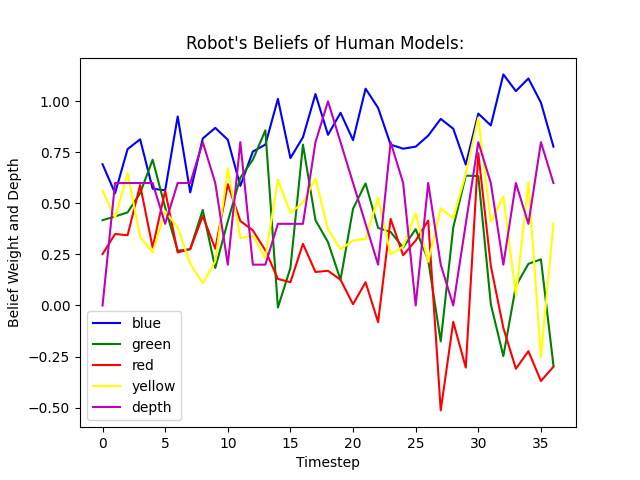 Robot's Beliefs of Human Models:
Belief Weight and Depth
1.00
0.75
0.50
0.25
0.00
−0.25
−0.50
blue
green
red
yellow
depth
0 5 10 15 20 25 30 35
Timestep